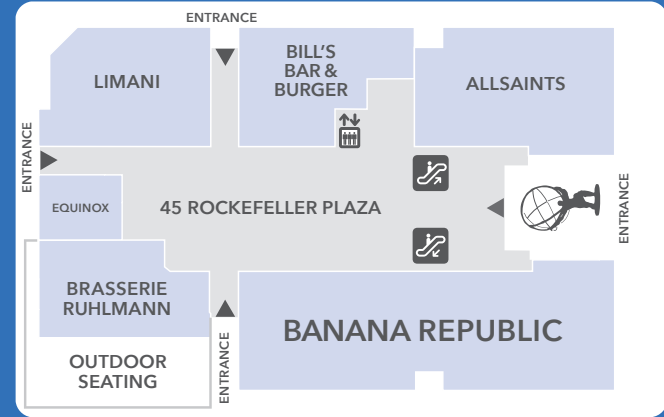 ENTRANCE
LIMANI
BILL'S
BAR &
BURGER
ALLSAINTS
ENTRANCE
EQUINOX
45 ROCKEFELLER PLAZA
ENTRANCE
BRASSERIE
RUHLMANN
BANANA REPUBLIC
OUTDOOR
SEATING
ENTRANCE